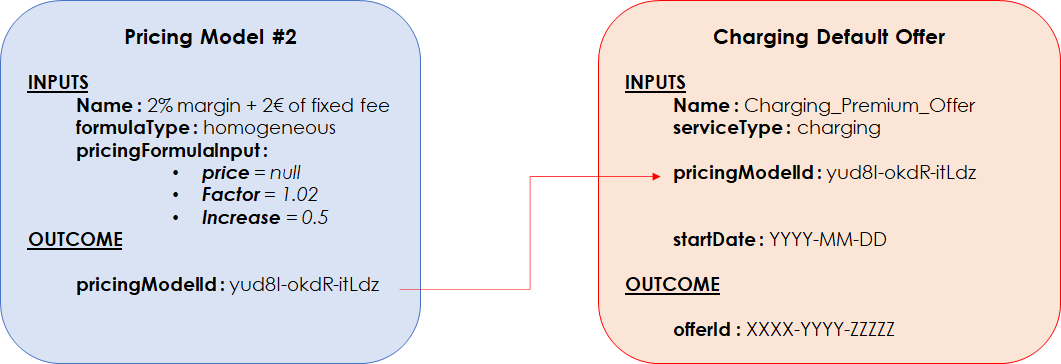 Pricing Model #2
INPUTS
Name : 2% margin + 2€ of fixed fee
formulaType : homogeneous
pricingFormulaInput :
• price = null
• Factor = 1.02
• Increase = 0.5
OUTCOME
pricingModelId : yud8I-okdR-itLdz
Charging Default Offer
INPUTS
Name : Charging_Premium_Offer
serviceType : charging
pricingModelId : yud8I-okdR-itLdz
startDate : YYYY-MM-DD
OUTCOME
offerId : XXXX-YYYY-ZZZZZ